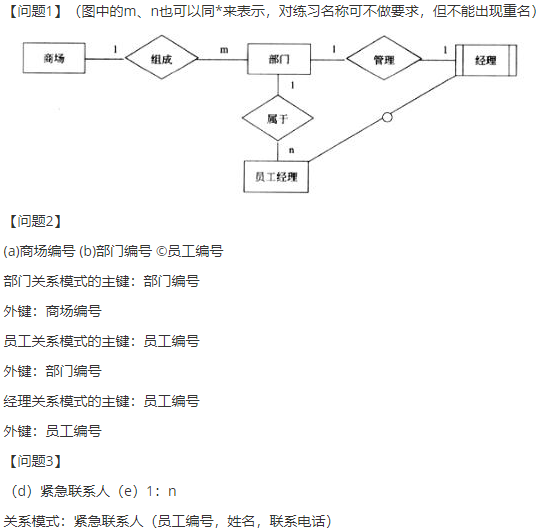 【问题1】（图中的m、n也可以同*来表示，对练习名称可不做要求，但不能出现重名）
商场 1 组成 m 部门 1 管理 1 经理
1
属于
n
员工经理
【问题2】
(a)商场编号 (b)部门编号 ©员工编号
部门关系模式的主键：部门编号
外键：商场编号
员工关系模式的主键：员工编号
外键：部门编号
经理关系模式的主键：员工编号
外键：员工编号
【问题3】
（d）紧急联系人（e）1：n
关系模式：紧急联系人（员工编号，姓名，联系电话）